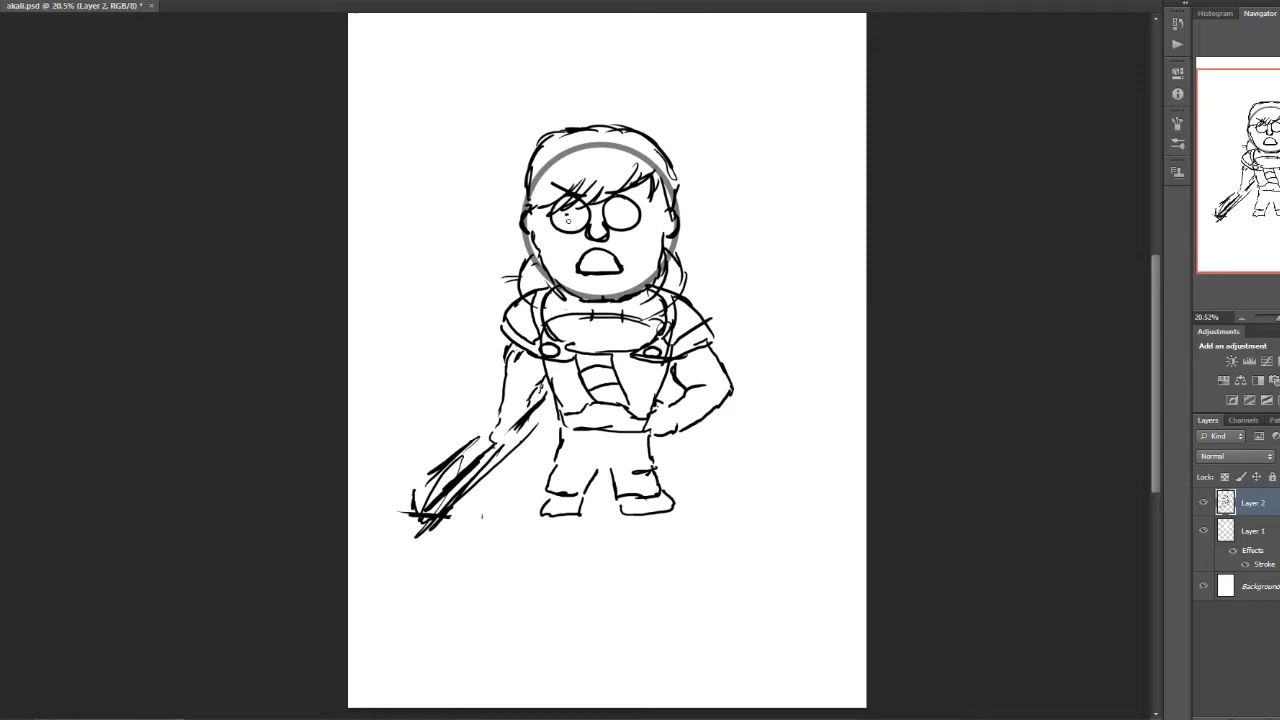 akali.psd @ 20.5% (Layer 2, RGB/8) *
Histogram
Navigator
20.52%
Adjustments
Add an adjustment
Layers
Channels
Kind
Normal
Lock:
Layer 2
Layer 1
Effects
Stroke
Background